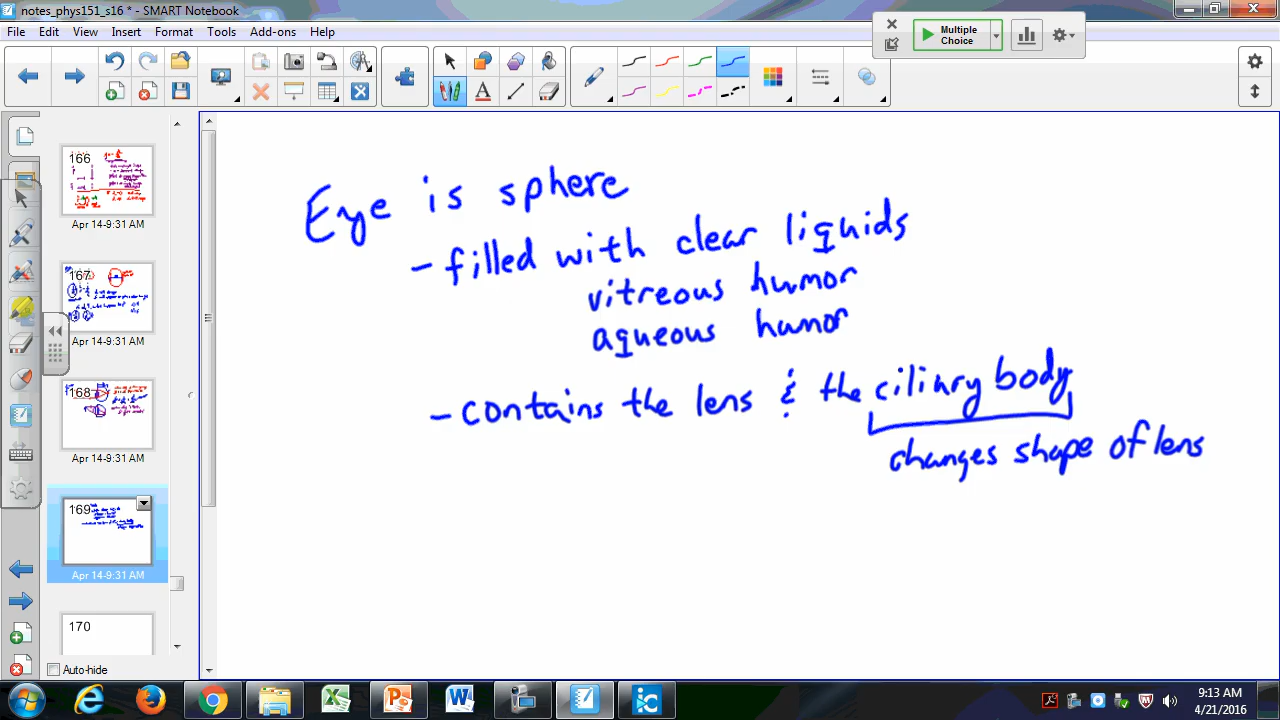 notes_phys151_s16 * - SMART Notebook
File Edit View Insert Format Tools Add-ons Help
Multiple Choice
166
Apr 14-9:31 AM
167
Apr 14-9:31 AM
168
Apr 14-9:31 AM
169
Apr 14-9:31 AM
170
Auto-hide
Eye is sphere
- filled with clear liquids
vitreous humor
aqueous humor
- contains the lens & the ciliary body
changes shape of lens
9:13 AM
4/21/2016